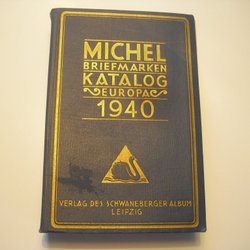 MICHEL
BRIEFMARKEN
KATALOG
EUROPA
1940
VERLAG DES SCHWANEBERGER ALBUM
LEIPZIG